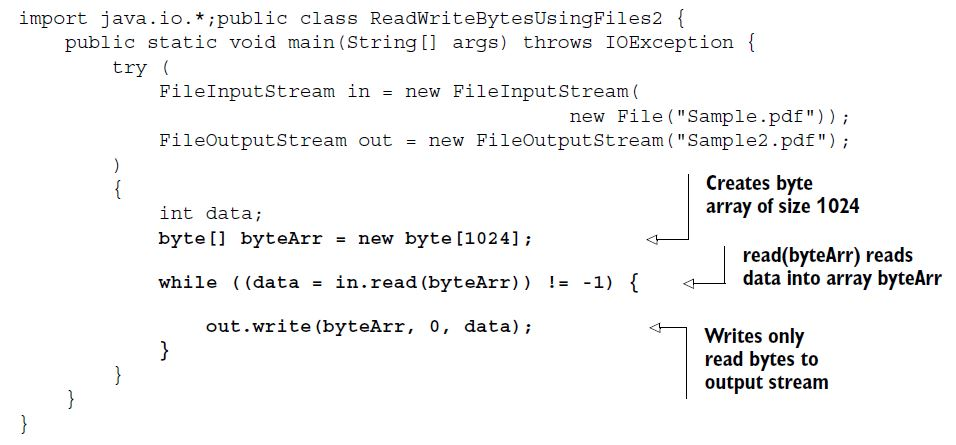 import java.io.*;public class ReadWriteBytesUsingFiles2 {
    public static void main(String[] args) throws IOException {
        try (
            FileInputStream in = new FileInputStream(
                                               new File("Sample.pdf"));
            FileOutputStream out = new FileOutputStream("Sample2.pdf");
        )
        {
            int data;
            byte[] byteArr = new byte[1024];
            while ((data = in.read(byteArr)) != -1) {
                out.write(byteArr, 0, data);
            }
        }
    }
}
Creates byte
array of size 1024
read(byteArr) reads
data into array byteArr
Writes only
read bytes to
output stream